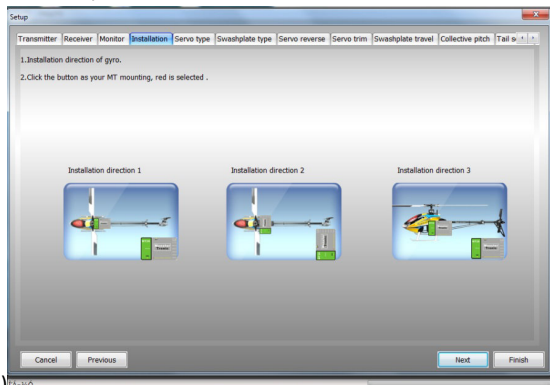 Setup
Transmitter Receiver Monitor Installation Servo type Swashplate type Servo reverse Servo trim Swashplate travel Collective pitch Tail
1.Installation direction of gyro.
2.Click the button as your MT mounting, red is selected .
Installation direction 1 Installation direction 2 Installation direction 3
Cancel Previous Next Finish